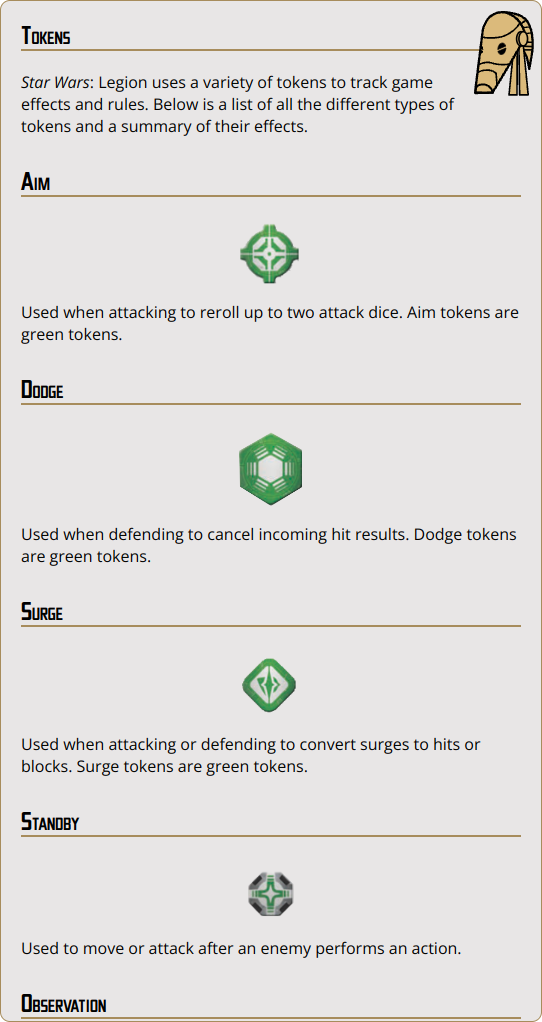 Tokens
Star Wars: Legion uses a variety of tokens to track game
effects and rules. Below is a list of all the different types of
tokens and a summary of their effects.
Aim
Used when attacking to reroll up to two attack dice. Aim tokens are
green tokens.
Dodge
Used when defending to cancel incoming hit results. Dodge tokens
are green tokens.
Surge
Used when attacking or defending to convert surges to hits or
blocks. Surge tokens are green tokens.
Standby
Used to move or attack after an enemy performs an action.
Observation